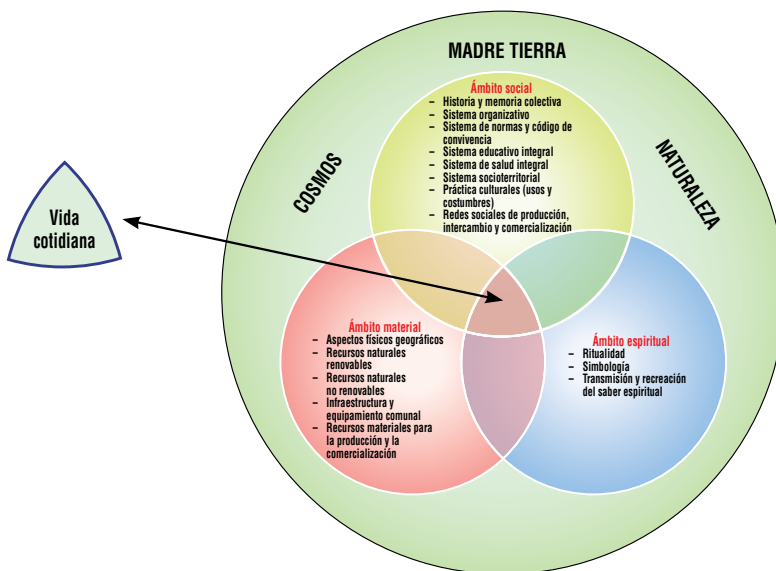 MADRE TIERRA
COSMOS
NATURALEZA
Ámbito social
– Historia y memoria colectiva
– Sistema organizativo
– Sistema de normas y código de
convivencia
– Sistema educativo integral
– Sistema de salud integral
– Sistema socioterritorial
– Práctica culturales (usos y
costumbres)
– Redes sociales de producción,
intercambio y comercialización
Vida
cotidiana
Ámbito material
– Aspectos físicos geográficos
– Recursos naturales
renovables
– Recursos naturales
no renovables
– Infraestructura y
equipamiento comunal
– Recursos materiales para
la producción y la
comercialización
Ámbito espiritual
– Ritualidad
– Simbología
– Transmisión y recreación
del saber espiritual